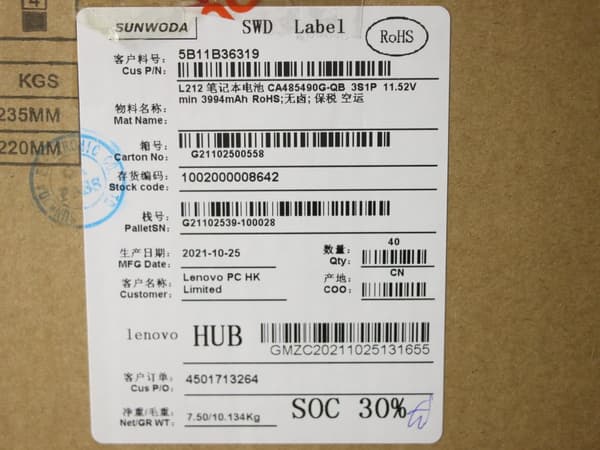 4
KGS
235MM
220MM
SUNWODA
SWD Label
RoHS
客户料号:
Cus P/N:
5B11B36319
L212 笔记本电池 CA485490G-QB 3S1P 11.52V
min 3994mAh RoHS;无卤; 保税 空运
物料名称:
Mat Name:
箱号:
Carton No:
G21102500558
存货编码:
Stock code:
1002000008642
栈号:
PalletSN:
G21102539-100028
生产日期:
MFG Date:
2021-10-25
数量:
Qty:
40
客户名称:
Customer:
Lenovo PC HK
Limited
产地:
COO:
CN
lenovo HUB
GMZC20211025131655
客户订单:
Cus P/O:
4501713264
净重/毛重:
Net/GR WT:
7.50/10.134Kg
SOC 30%